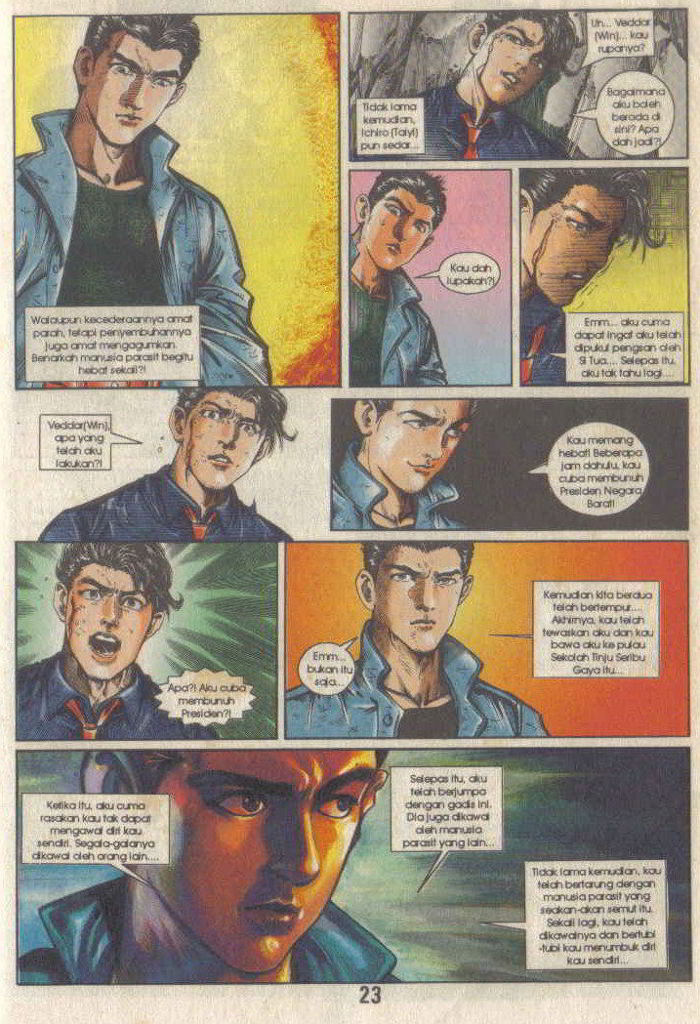 Walaupun kecederaannya amat
parah, tetapi penyembuhannya
juga amat mengagumkan.
Benarkah manusia parasit begitu
hebat sekali?!
Tidak lama
kemudian,
Ichiro (Taiyi)
pun sedar...
Uh... Veddar
(Win)... kau
rupanya?
Bagaimana
aku boleh
berada di
sini? Apa
dah jadi?!
Kau dah
lupakah?!
Emm... aku cuma
dapat ingat aku telah
dipukul pengsan oleh
Si Tua.... Selepas itu,
aku tak tahu lagi....
Veddar(Win),
apa yang
telah aku
lakukan?!
Kau memang
hebat! Beberapa
jam dahulu, kau
cuba membunuh
Presiden Negara
Barat!
Apa?! Aku cuba
membunuh
Presiden?!
Emm...
bukan itu
saja...
Kemudian kita berdua
telah bertempur....
Akhirnya, kau telah
tewaskan aku dan kau
bawa aku ke pulau
Sekolah Tinju Seribu
Gaya itu...
Ketika itu, aku cuma
rasakan kau tak dapat
mengawal diri kau
sendiri. Segala-galanya
dikawal oleh orang lain....
Selepas itu, aku
telah berjumpa
dengan gadis ini.
Dia juga dikawal
oleh manusia
parasit yang lain...
Tidak lama kemudian, kau
telah bertarung dengan
manusia parasit yang
seakan-akan semut itu.
Sekali lagi, kau telah
dikawalnya dan bertubi
-tubi kau menumbuk diri
kau sendiri...
23